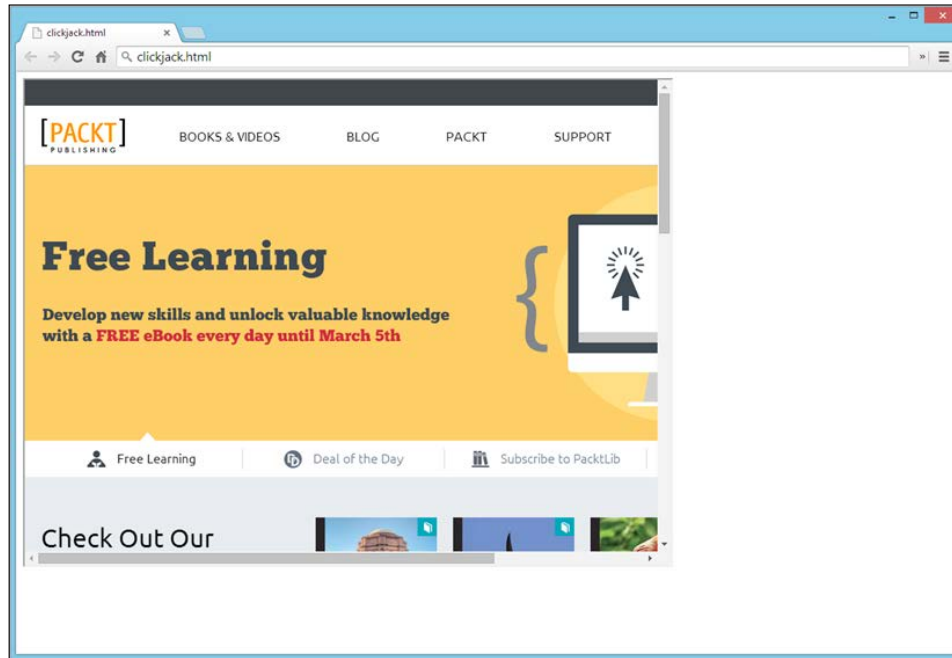 clickjack.html
clickjack.html
[PACKT]
PUBLISHING
BOOKS & VIDEOS
BLOG
PACKT
SUPPORT
Free Learning
Develop new skills and unlock valuable knowledge
with a FREE eBook every day until March 5th
Free Learning
Deal of the Day
Subscribe to PacktLib
Check Out Our